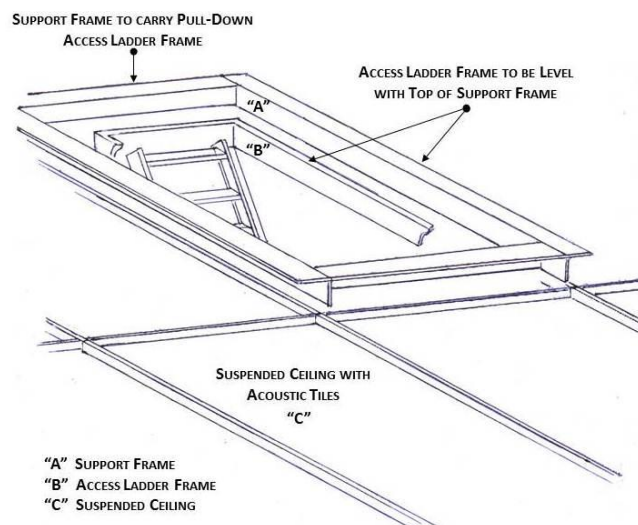 SUPPORT FRAME TO CARRY PULL-DOWN
ACCESS LADDER FRAME
ACCESS LADDER FRAME TO BE LEVEL
WITH TOP OF SUPPORT FRAME
“A”
“B”
SUSPENDED CEILING WITH
ACOUSTIC TILES
“C”
“A” SUPPORT FRAME
“B” ACCESS LADDER FRAME
“C” SUSPENDED CEILING